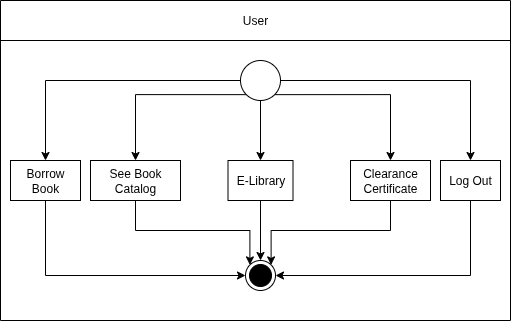 User
Borrow
Book
See Book
Catalog
E-Library
Clearance
Certificate
Log Out